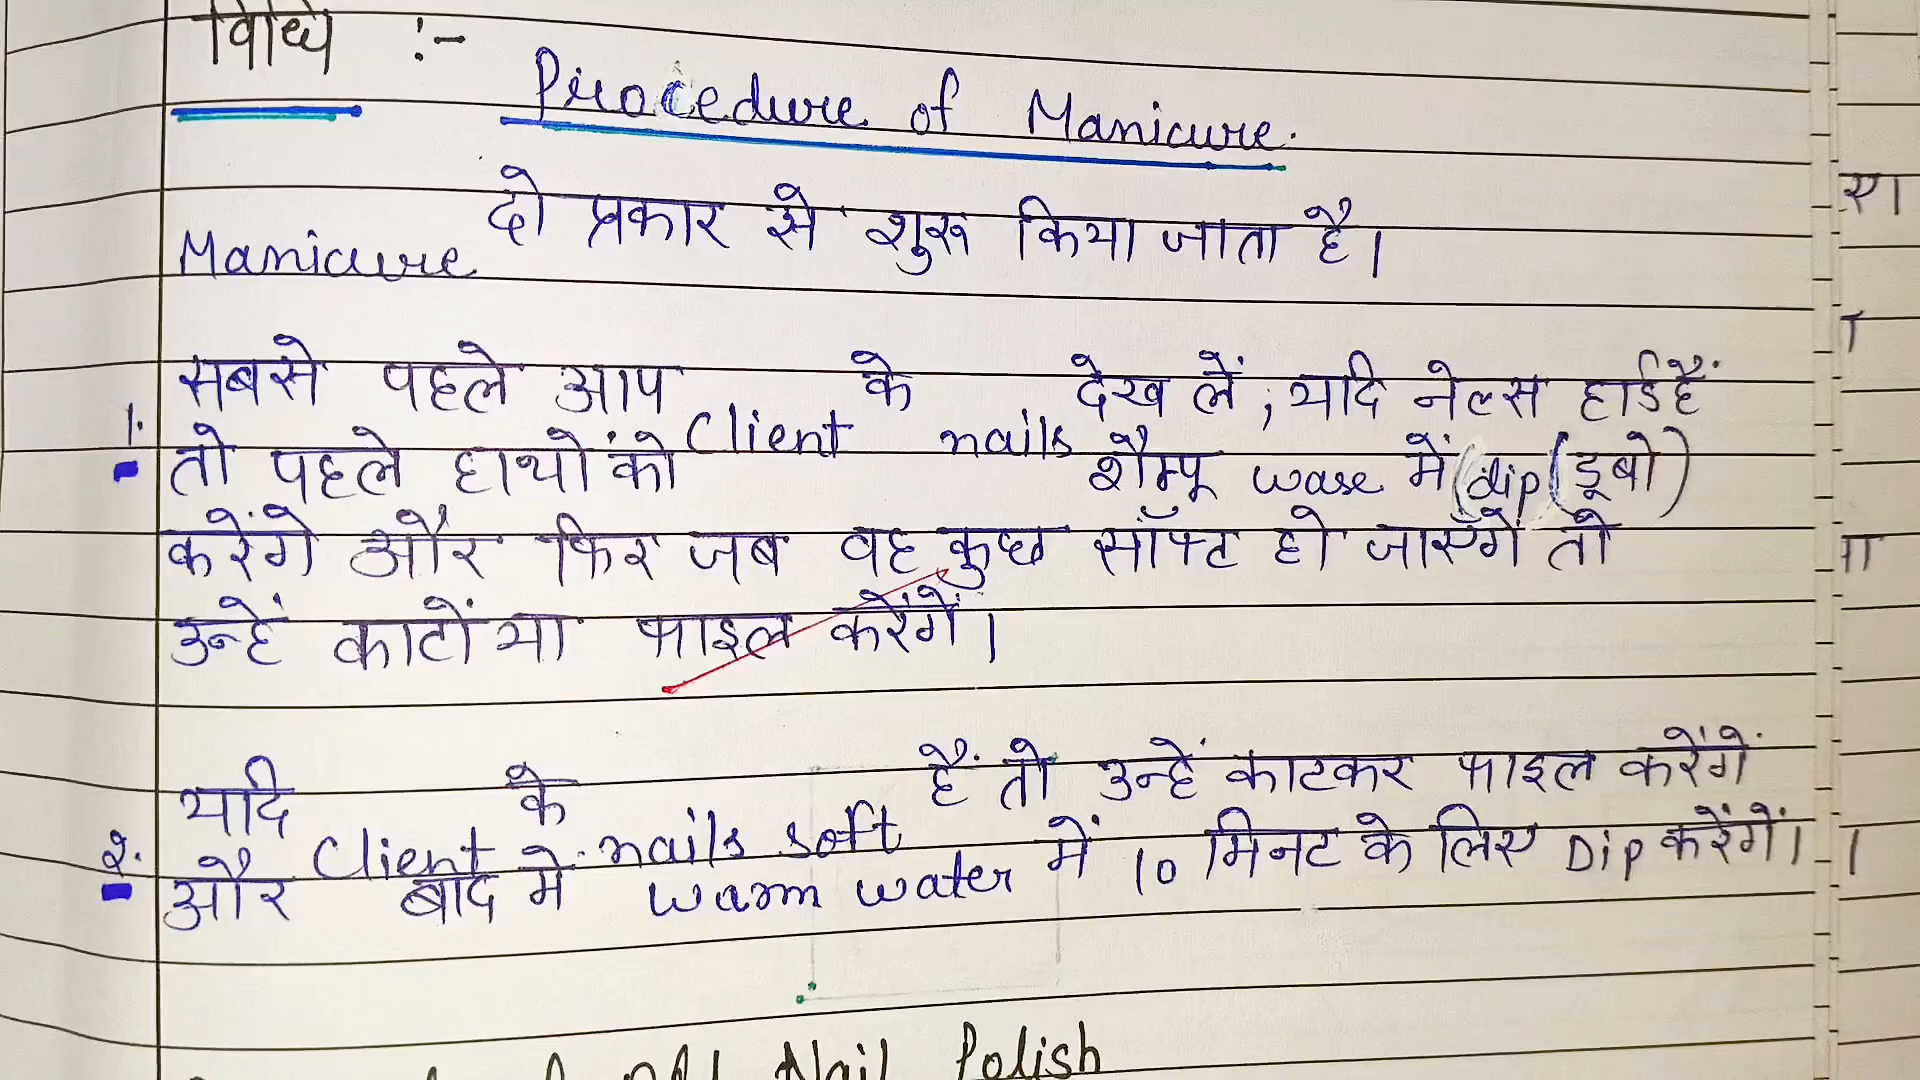 विधि :- Procedure of Manicure.
Manicure दो प्रकार से शुरू किया जाता है।
1. सबसे पहले आप Client के nails देख लें, यदि नेल्स हार्ड हैं
तो पहले हाथों को शैम्पू wase में (dip (डूबो)
करेंगे और फिर जब वह कुछ सॉफ्ट हो जाएँगें तो
उन्हें काटों या फाइल करेंगें।
2. यदि Client के nails soft हैं तो उन्हें काटकर फाइल करेंगें
और बाद में warm water में 10 मिनट के लिए Dip करेंगें।
Nail Polish